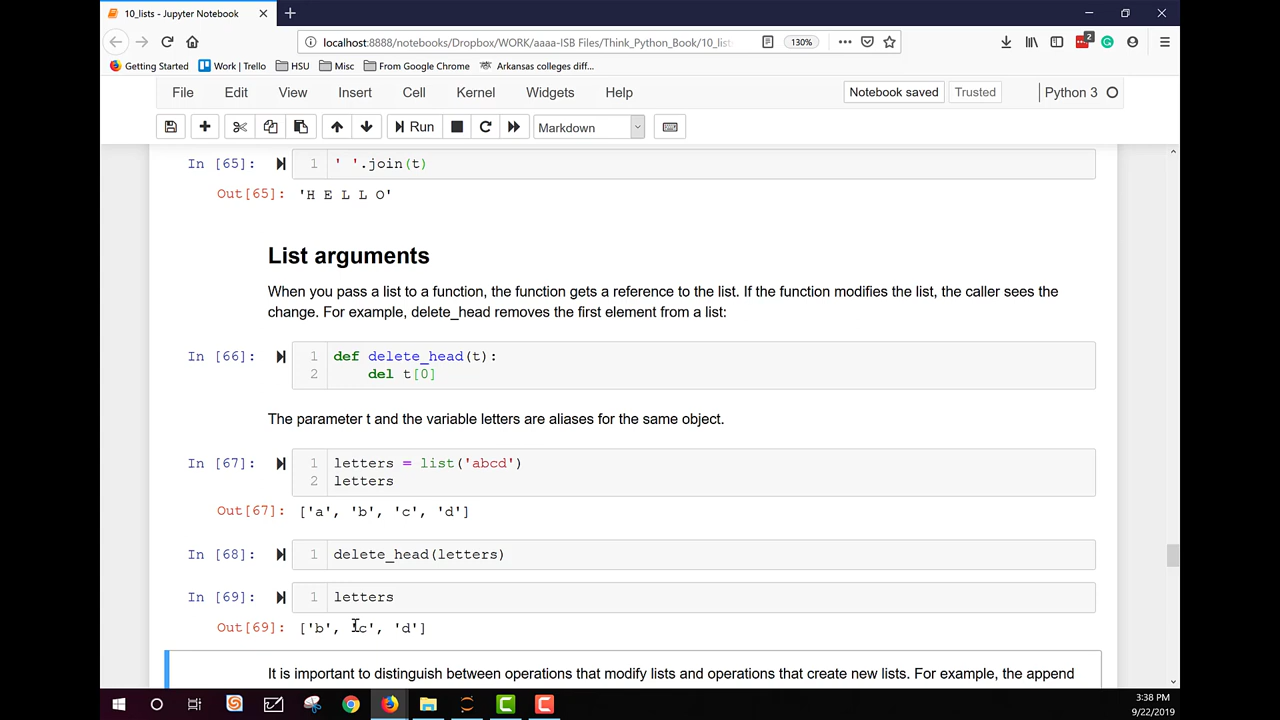 10_lists - Jupyter Notebook
localhost:8888/notebooks/Dropbox/WORK/aaaa-ISB Files/Think_Python_Book/10_lists
130%
2
Getting Started Work | Trello HSU Misc From Google Chrome Arkansas colleges diff...
File Edit View Insert Cell Kernel Widgets Help Notebook saved Trusted Python 3
Run Markdown
In [65]: 1 ' '.join(t)
Out[65]: 'H E L L O'
List arguments
When you pass a list to a function, the function gets a reference to the list. If the function modifies the list, the caller sees the
change. For example, delete_head removes the first element from a list:
In [66]: 1 def delete_head(t):
2 del t[0]
The parameter t and the variable letters are aliases for the same object.
In [67]: 1 letters = list('abcd')
2 letters
Out[67]: ['a', 'b', 'c', 'd']
In [68]: 1 delete_head(letters)
In [69]: 1 letters
Out[69]: ['b', 'c', 'd']
It is important to distinguish between operations that modify lists and operations that create new lists. For example, the append
3:38 PM
9/22/2019